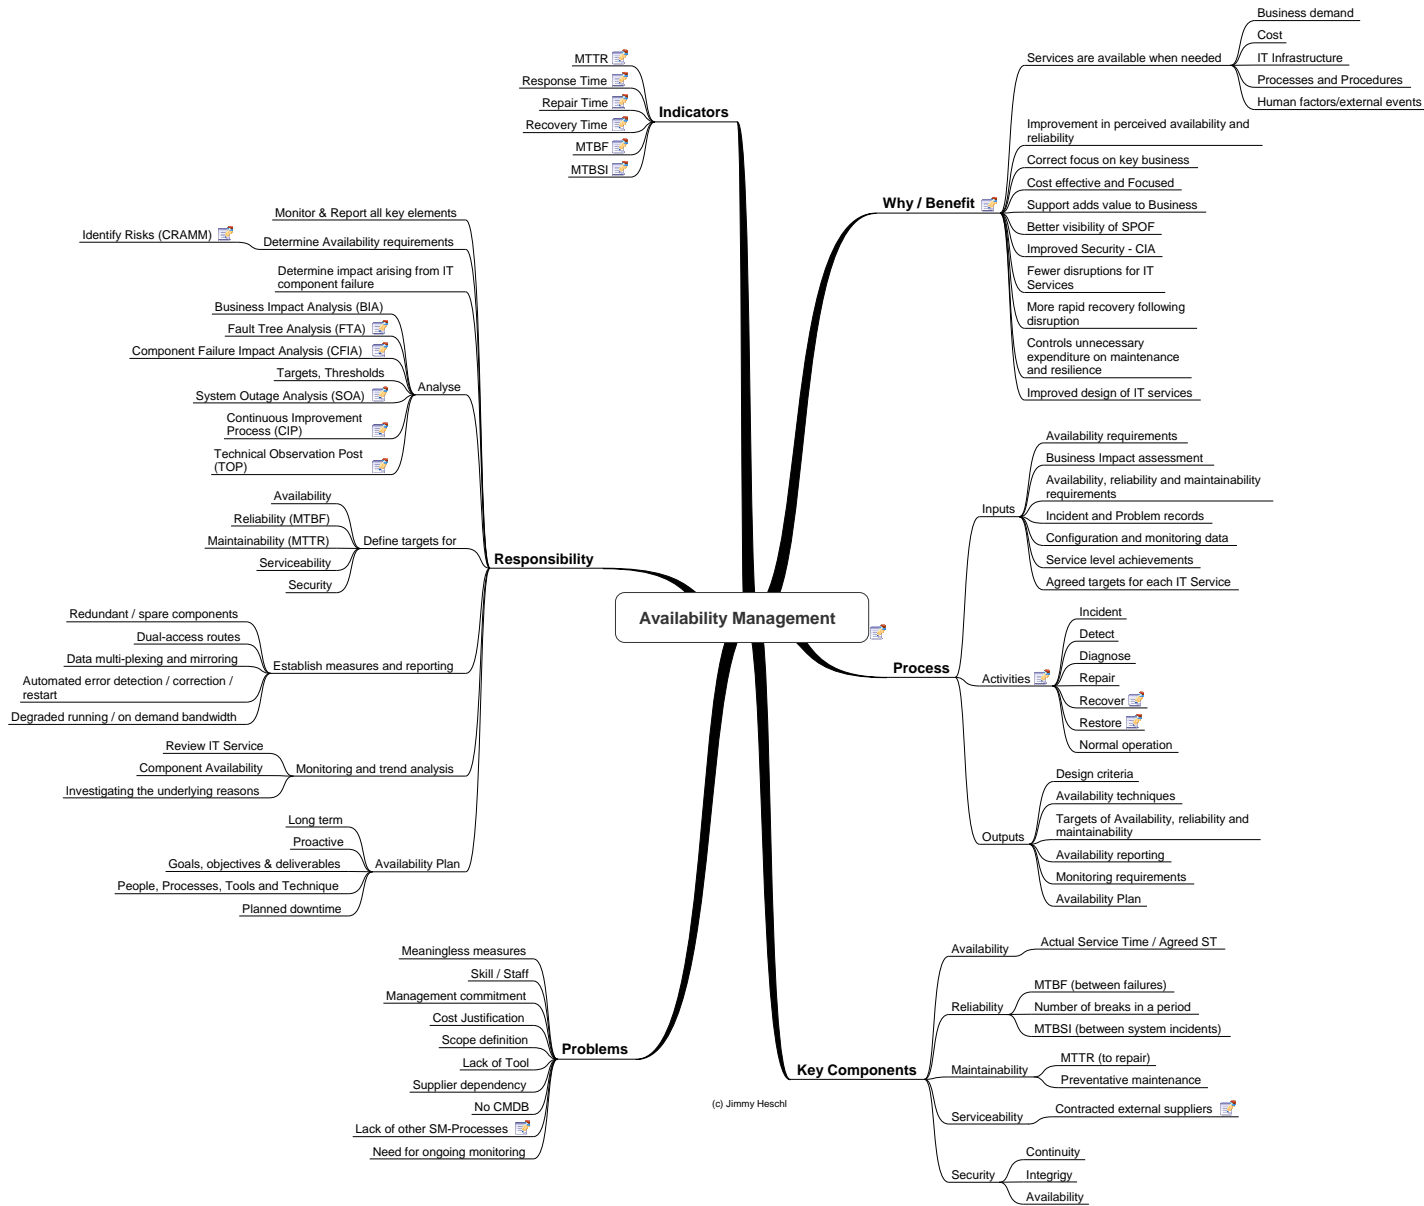 Availability Management
Indicators
MTTR
Response Time
Repair Time
Recovery Time
MTBF
MTBSI
Why / Benefit
Services are available when needed
Business demand
Cost
IT Infrastructure
Processes and Procedures
Human factors/external events
Improvement in perceived availability and
reliability
Correct focus on key business
Cost effective and Focused
Support adds value to Business
Better visibility of SPOF
Improved Security - CIA
Fewer disruptions for IT
Services
More rapid recovery following
disruption
Controls unnecessary
expenditure on maintenance
and resilience
Improved design of IT services
Responsibility
Monitor & Report all key elements
Determine Availability requirements
Identify Risks (CRAMM)
Determine impact arising from IT
component failure
Analyse
Business Impact Analysis (BIA)
Fault Tree Analysis (FTA)
Component Failure Impact Analysis (CFIA)
Targets, Thresholds
System Outage Analysis (SOA)
Continuous Improvement
Process (CIP)
Technical Observation Post
(TOP)
Define targets for
Availability
Reliability (MTBF)
Maintainability (MTTR)
Serviceability
Security
Establish measures and reporting
Redundant / spare components
Dual-access routes
Data multi-plexing and mirroring
Automated error detection / correction /
restart
Degraded running / on demand bandwidth
Monitoring and trend analysis
Review IT Service
Component Availability
Investigating the underlying reasons
Availability Plan
Long term
Proactive
Goals, objectives & deliverables
People, Processes, Tools and Technique
Planned downtime
Process
Inputs
Availability requirements
Business Impact assessment
Availability, reliability and maintainability
requirements
Incident and Problem records
Configuration and monitoring data
Service level achievements
Agreed targets for each IT Service
Activities
Incident
Detect
Diagnose
Repair
Recover
Restore
Normal operation
Outputs
Design criteria
Availability techniques
Targets of Availability, reliability and
maintainability
Availability reporting
Monitoring requirements
Availability Plan
Problems
Meaningless measures
Skill / Staff
Management commitment
Cost Justification
Scope definition
Lack of Tool
Supplier dependency
No CMDB
Lack of other SM-Processes
Need for ongoing monitoring
Key Components
Availability
Actual Service Time / Agreed ST
Reliability
MTBF (between failures)
Number of breaks in a period
MTBSI (between system incidents)
Maintainability
MTTR (to repair)
Preventative maintenance
Serviceability
Contracted external suppliers
Security
Continuity
Integrigy
Availability
(c) Jimmy Heschl